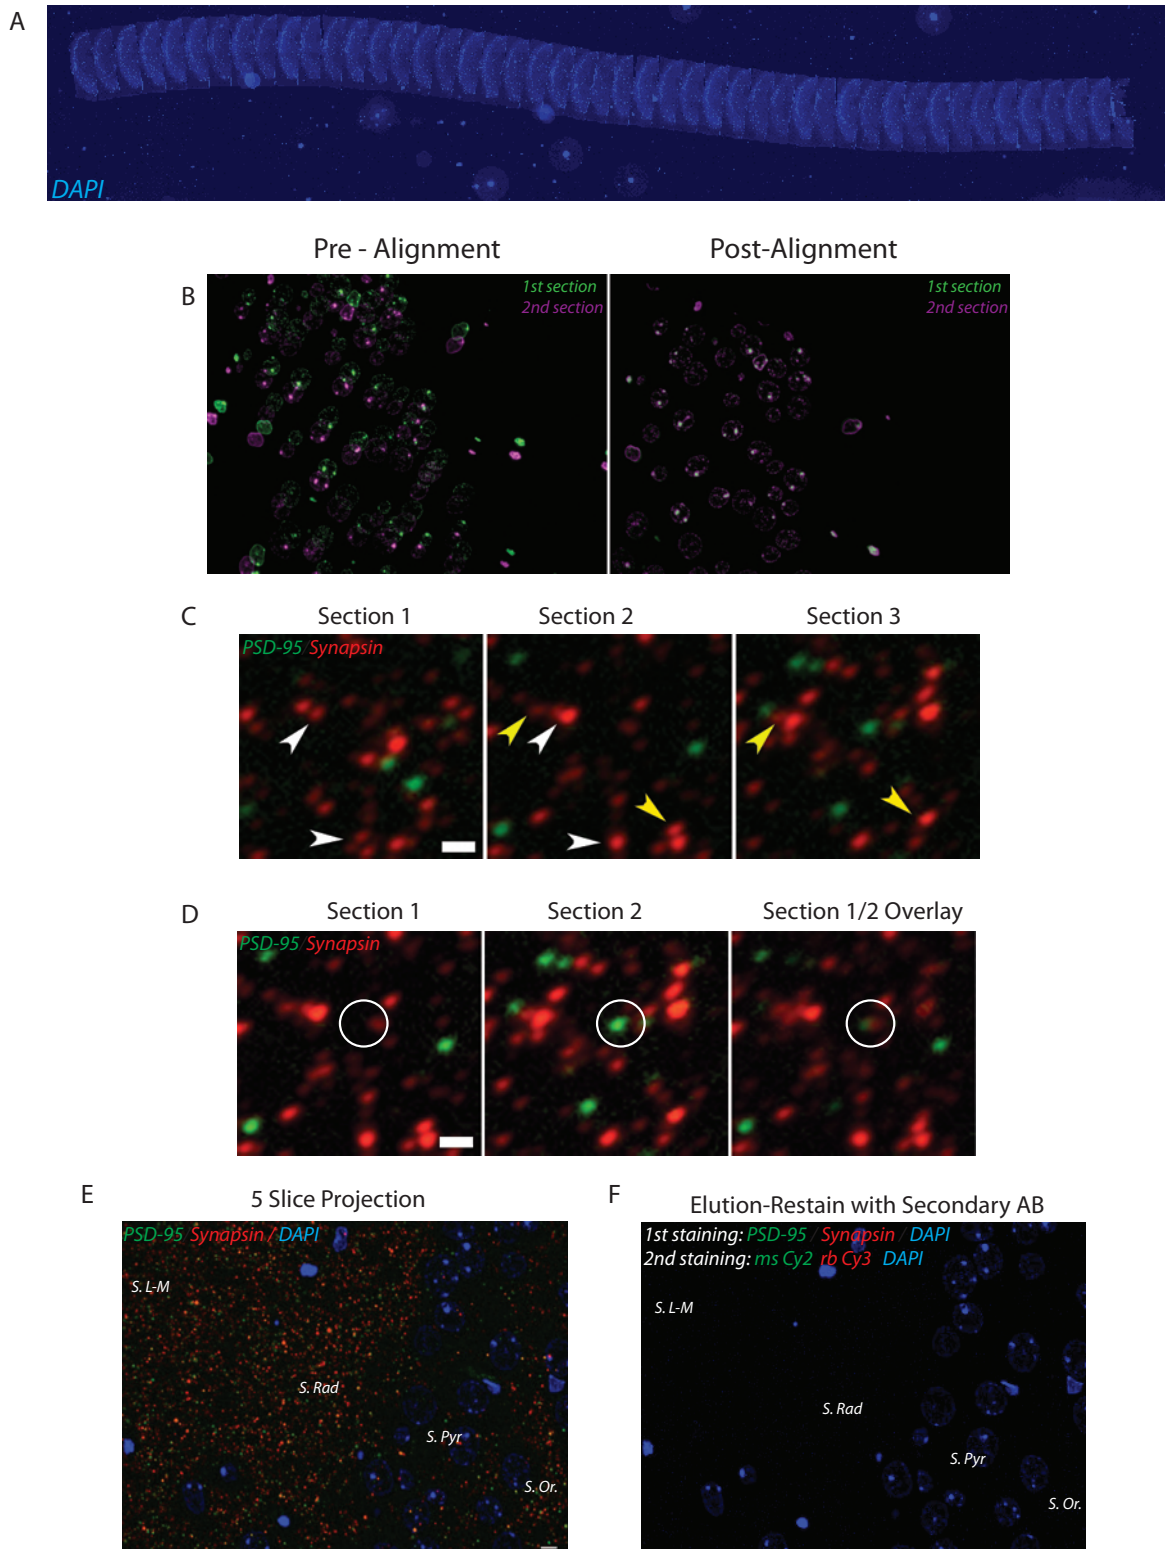 A
DAPI
Pre - Alignment
Post-Alignment
B
1st section
2nd section
1st section
2nd section
C
Section 1
Section 2
Section 3
PSD-95 Synapsin
D
Section 1
Section 2
Section 1/2 Overlay
PSD-95 Synapsin
E
5 Slice Projection
PSD-95 Synapsin / DAPI
S. L-M
S. Rad
S. Pyr
S. Or.
F
Elution-Restain with Secondary AB
1st staining: PSD-95 / Synapsin / DAPI
2nd staining: ms Cy2 rb Cy3 DAPI
S. L-M
S. Rad
S. Pyr
S. Or.